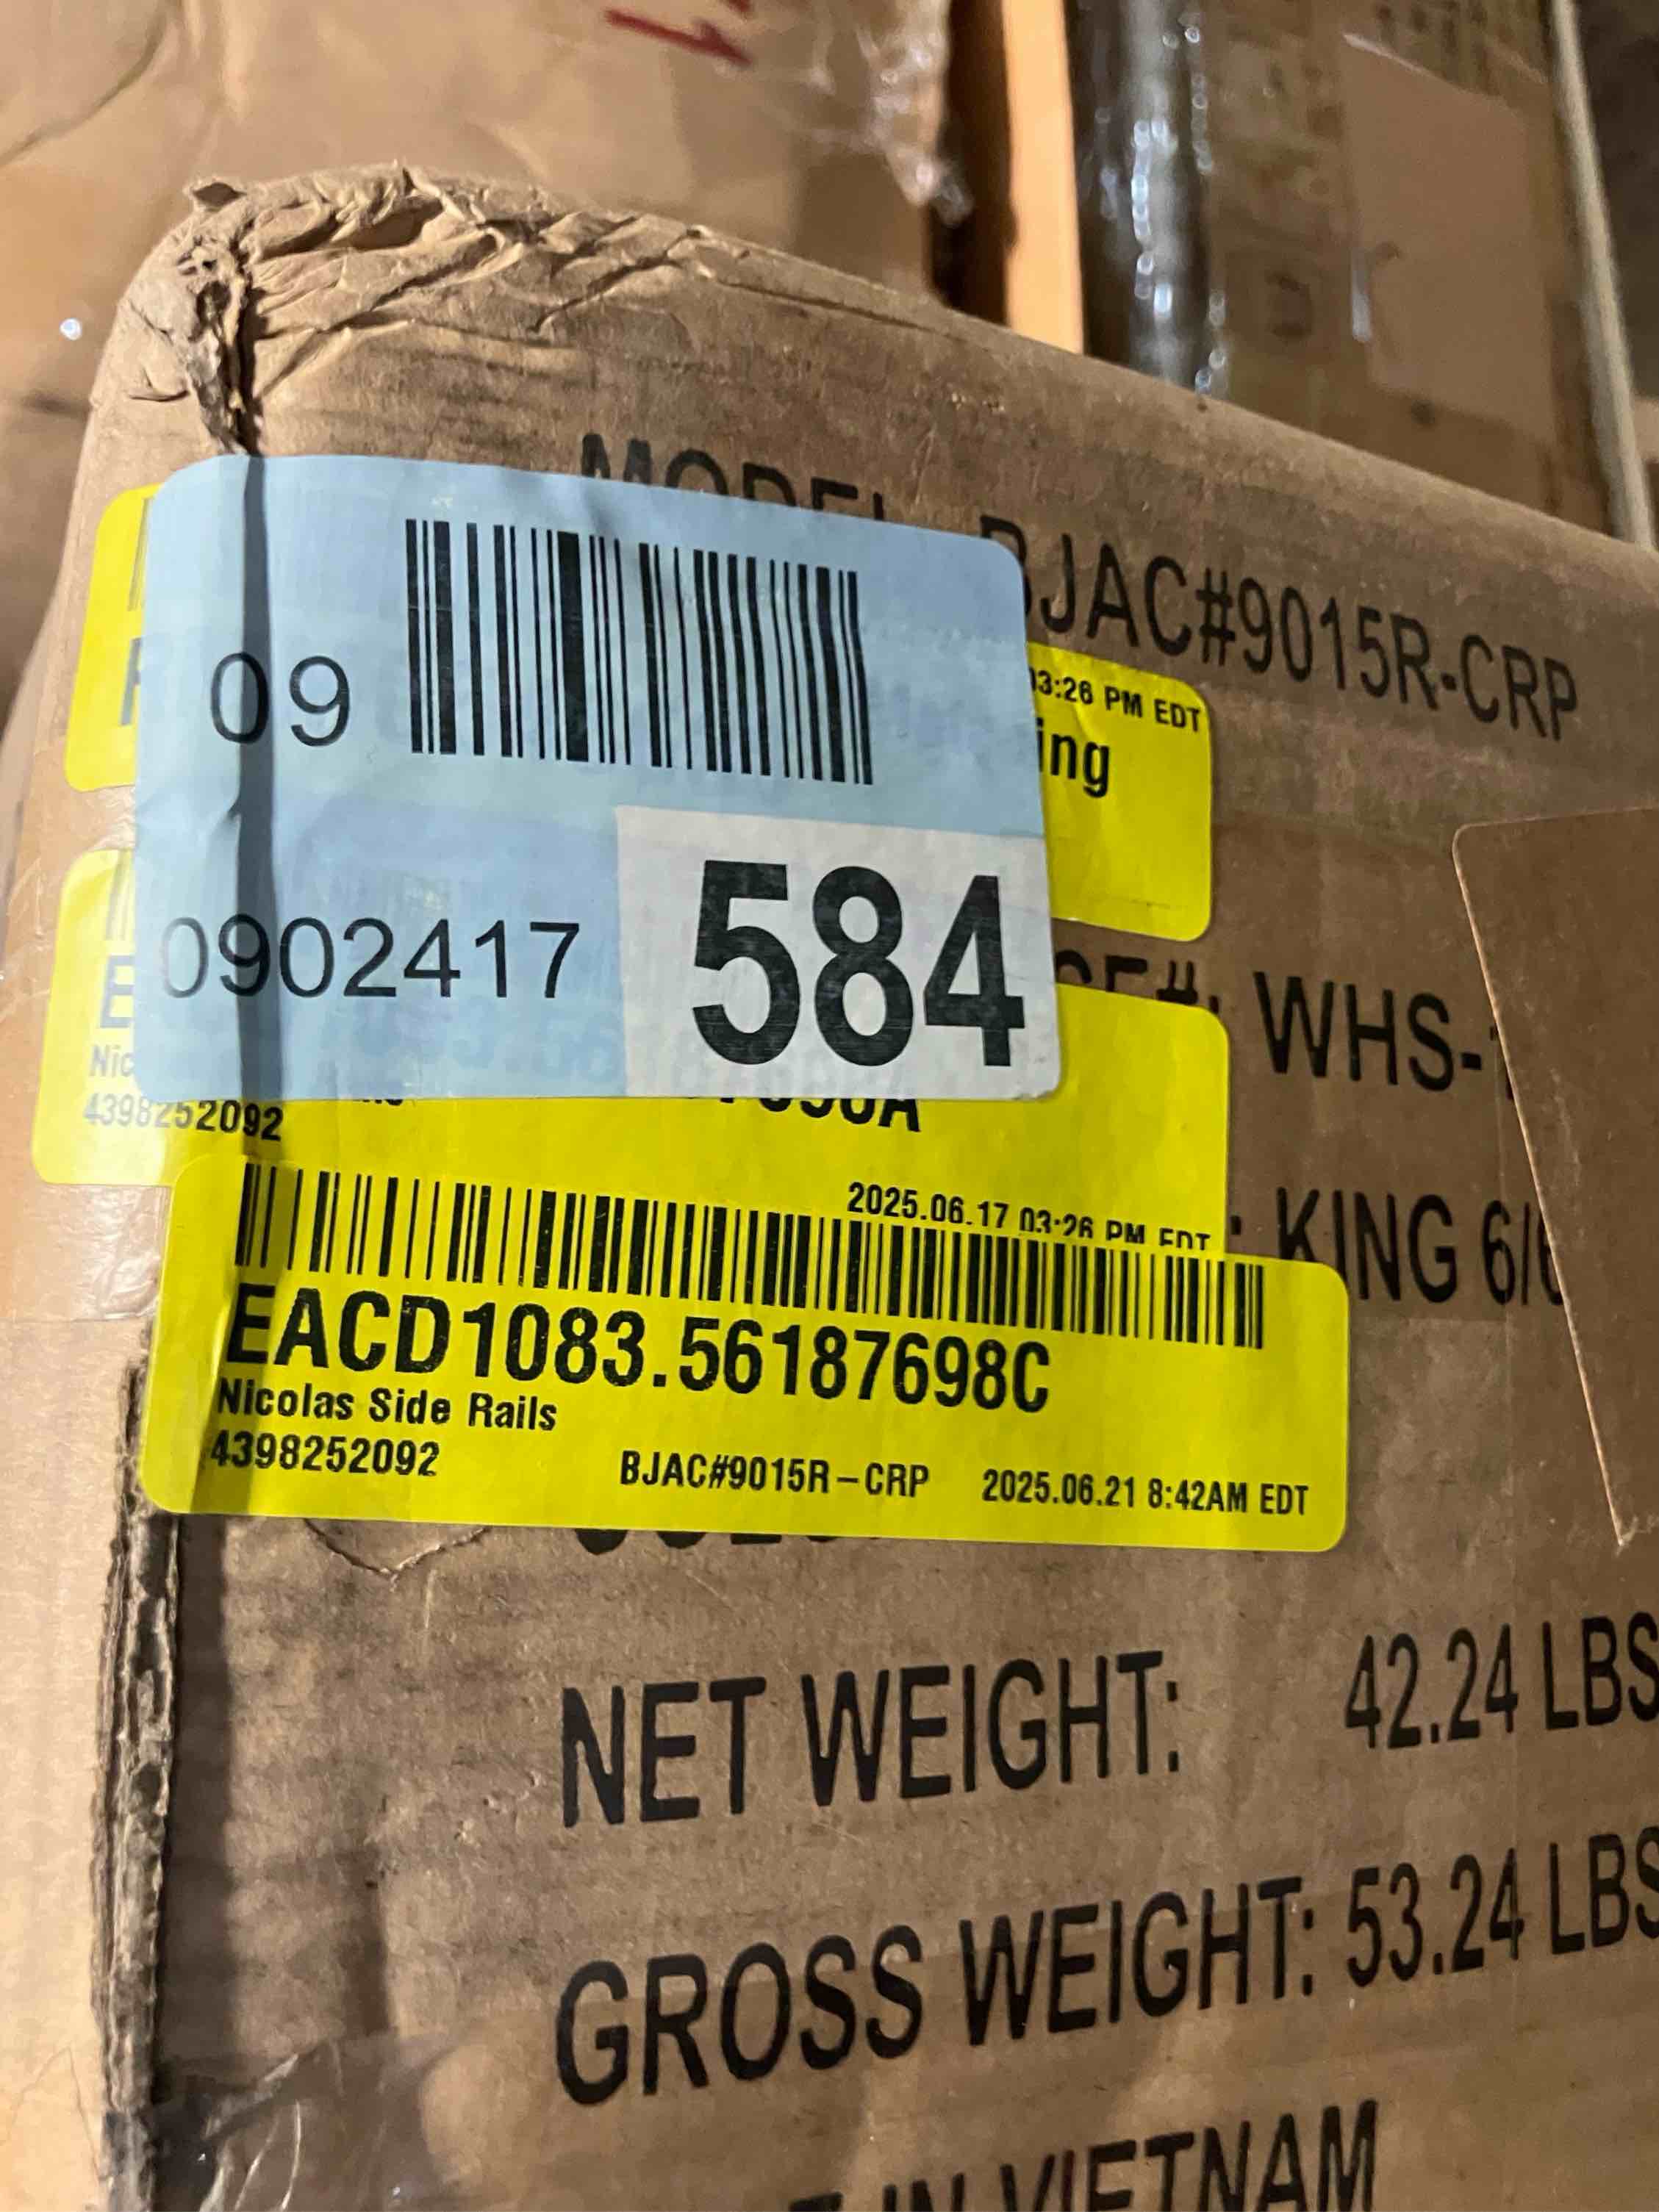 MODEL BJAC#9015R-CRP
09
03:26 PM EDT
ing
0902417
584
WHS-
4398252092
2025.06.17 03:26 PM EDT
: KING 6/6
EACD1083.56187698C
Nicolas Side Rails
4398252092 BJAC#9015R-CRP 2025.06.21 8:42AM EDT
NET WEIGHT: 42.24 LBS
GROSS WEIGHT: 53.24 LBS
IN VIETNAM